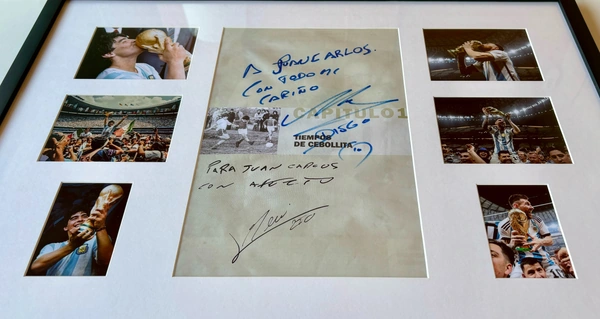 A JUAN CARLOS.
CON TODO MI
CARIÑO
CAPITULO 1
DIEGO
10
TIEMPOS
DE CEBOLLITA
PARA JUAN CARLOS
CON AFECTO